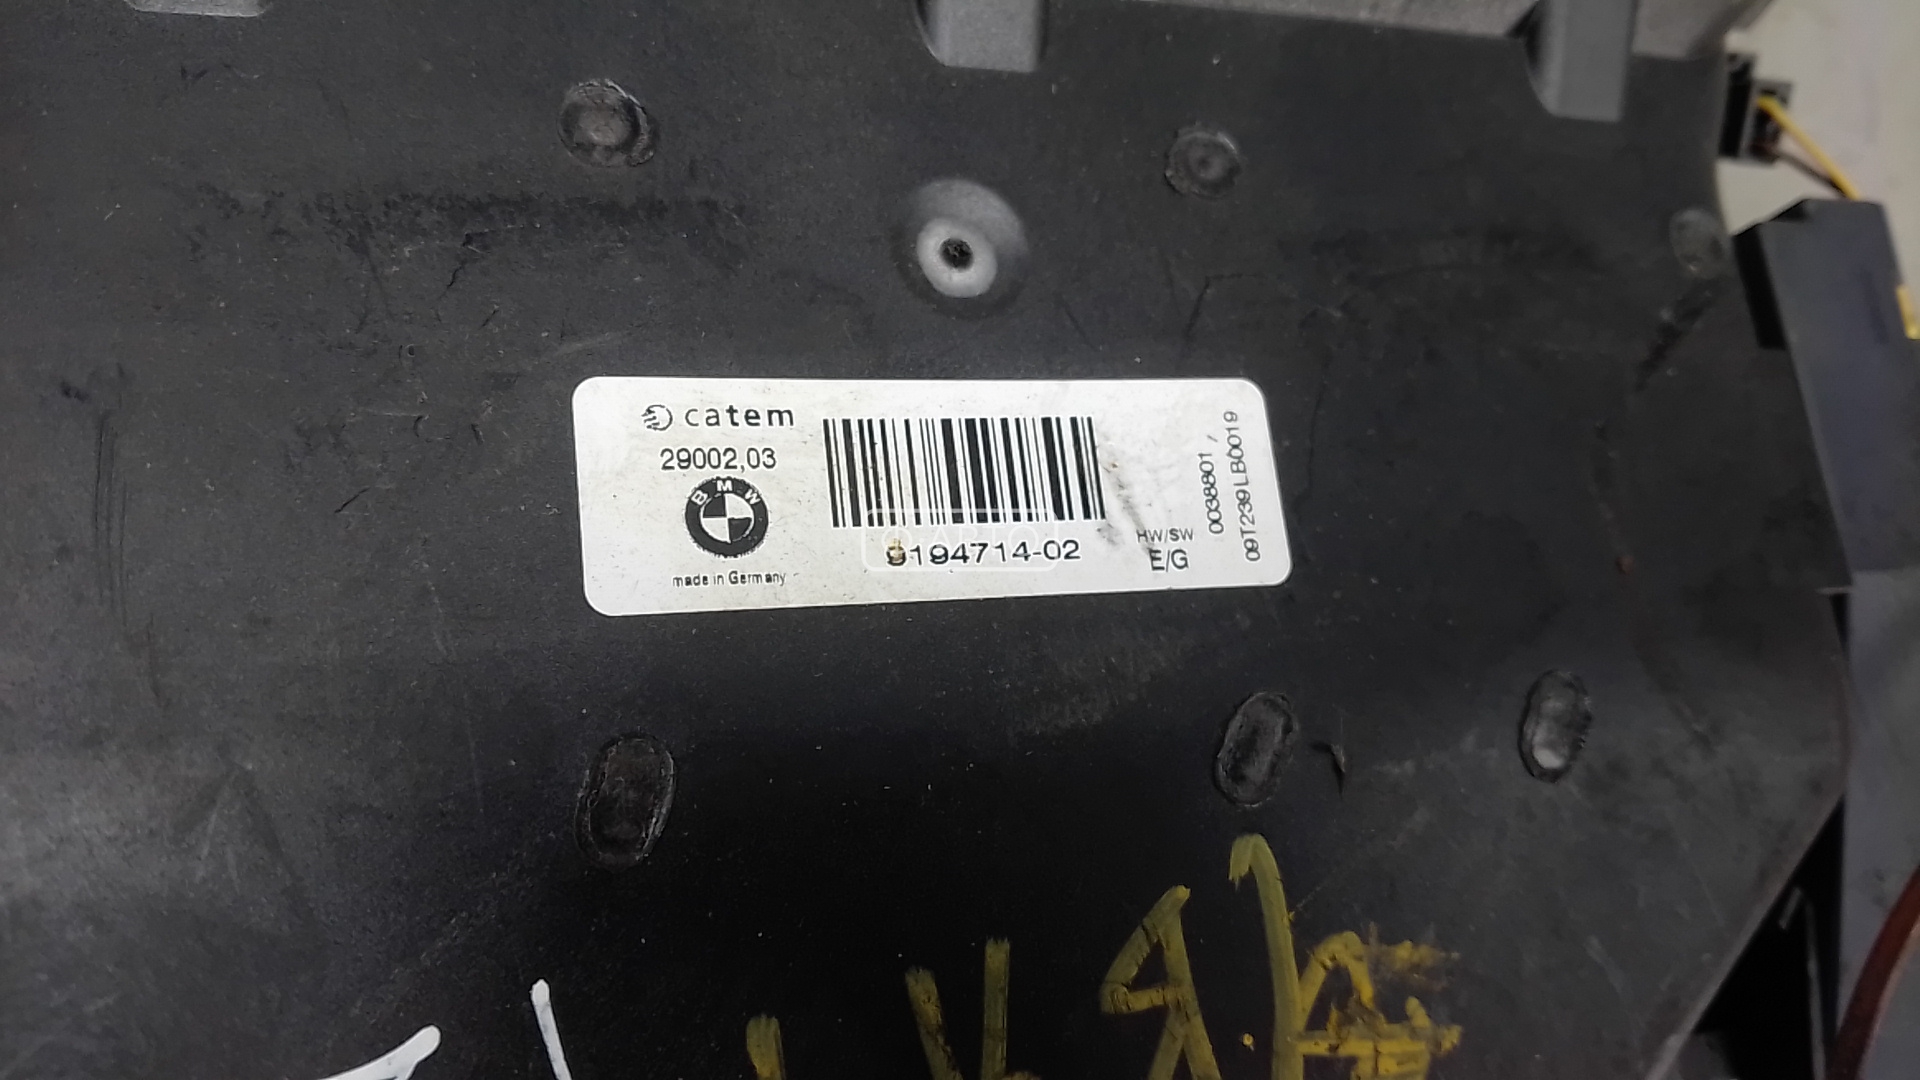 catem
29002,03
BMW
made in Germany
9194714-02
HW/SW
E/G
0038801
09T239LB0019